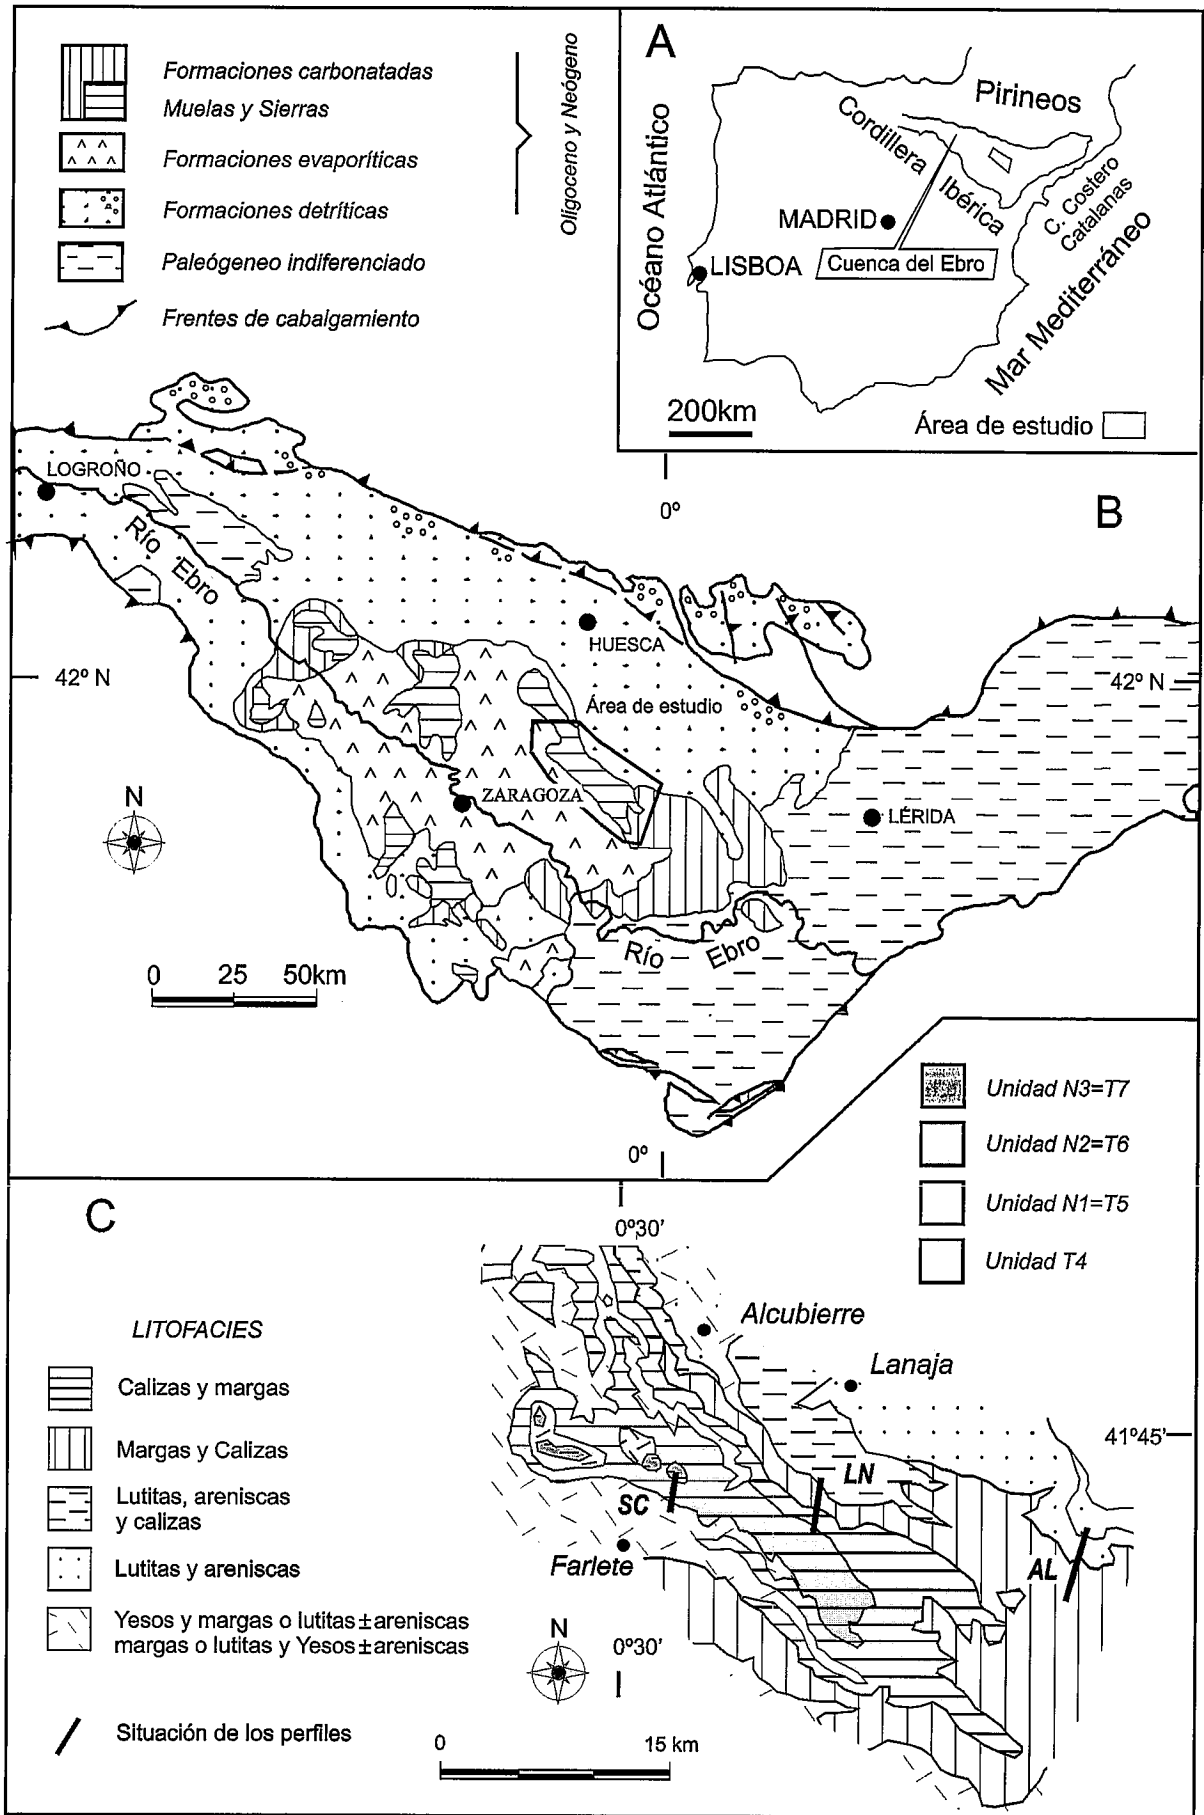 Formaciones carbonatadas
Muelas y Sierras
Formaciones evaporíticas
Formaciones detríticas
Paleógeneo indiferenciado
Frentes de cabalgamiento
Oligoceno y Neógeno
A
Pirineos
Cordillera
Ibérica
C. Costero
Catalanas
Océano Atlántico
MADRID
LISBOA
Cuenca del Ebro
Mar Mediterráneo
200km
Área de estudio
0º
B
LOGROÑO
Río
Ebro
HUESCA
42º N
42º N
Área de estudio
ZARAGOZA
N
LÉRIDA
Río
Ebro
0
25
50km
0º
Unidad N3=T7
Unidad N2=T6
Unidad N1=T5
Unidad T4
C
0º30'
LITOFACIES
Calizas y margas
Margas y Calizas
Lutitas, areniscas
y calizas
Lutitas y areniscas
Yesos y margas o lutitas±areniscas
margas o lutitas y Yesos±areniscas
Situación de los perfiles
Alcubierre
Lanaja
41º45'
LN
SC
AL
Farlete
N
0º30'
0
15 km